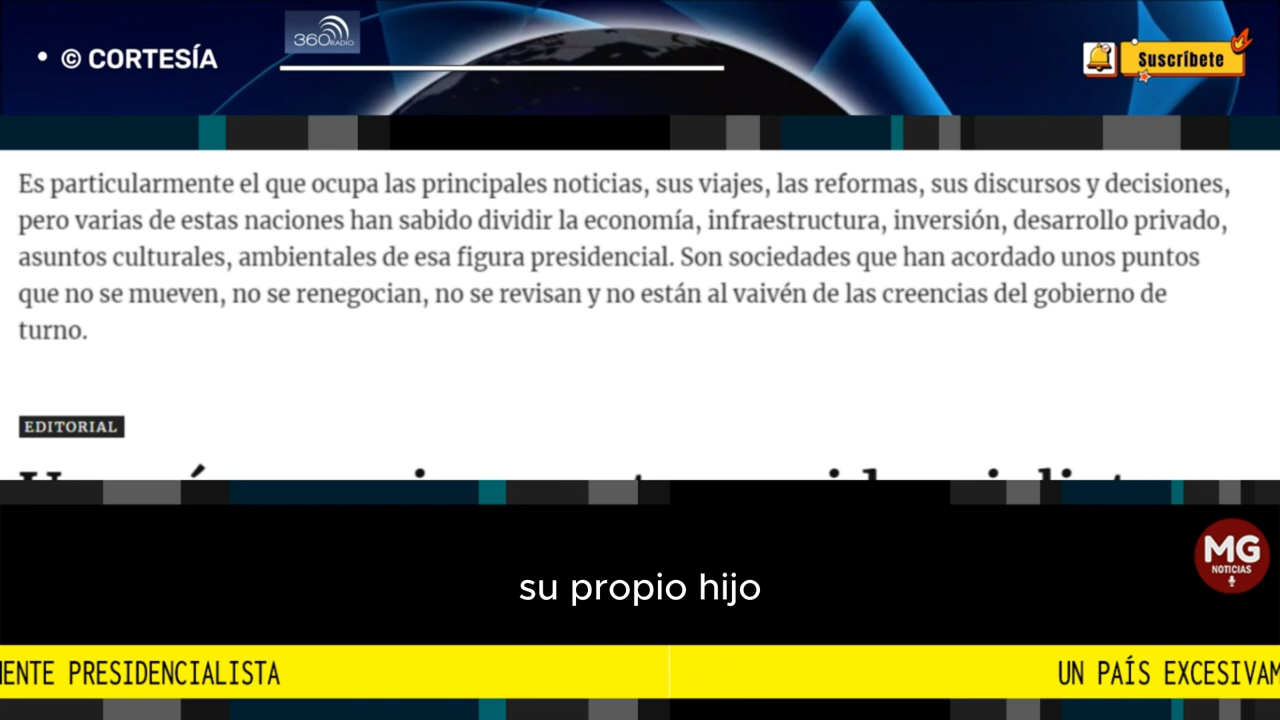 • © CORTESÍA
360RADIO
Suscríbete
Es particularmente el que ocupa las principales noticias, sus viajes, las reformas, sus discursos y decisiones,
pero varias de estas naciones han sabido dividir la economía, infraestructura, inversión, desarrollo privado,
asuntos culturales, ambientales de esa figura presidencial. Son sociedades que han acordado unos puntos
que no se mueven, no se renegocian, no se revisan y no están al vaivén de las creencias del gobierno de
turno.
EDITORIAL
MG
NOTICIAS
su propio hijo
MENTE PRESIDENCIALISTA
UN PAÍS EXCESIVAM